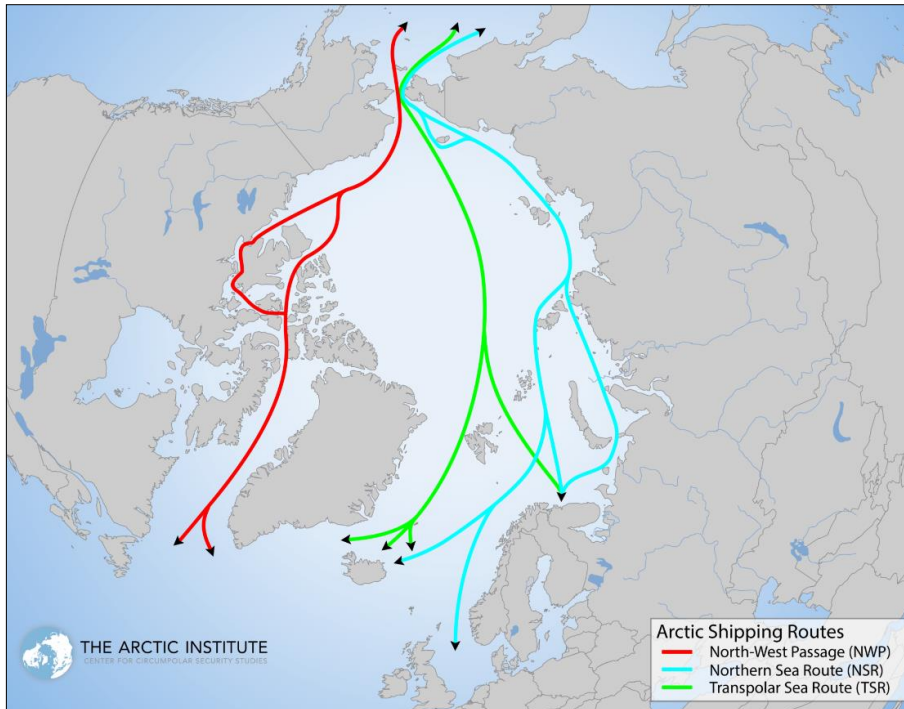 THE ARCTIC INSTITUTE
CENTER FOR CIRCUMPOLAR SECURITY STUDIES
Arctic Shipping Routes
North-West Passage (NWP)
Northern Sea Route (NSR)
Transpolar Sea Route (TSR)